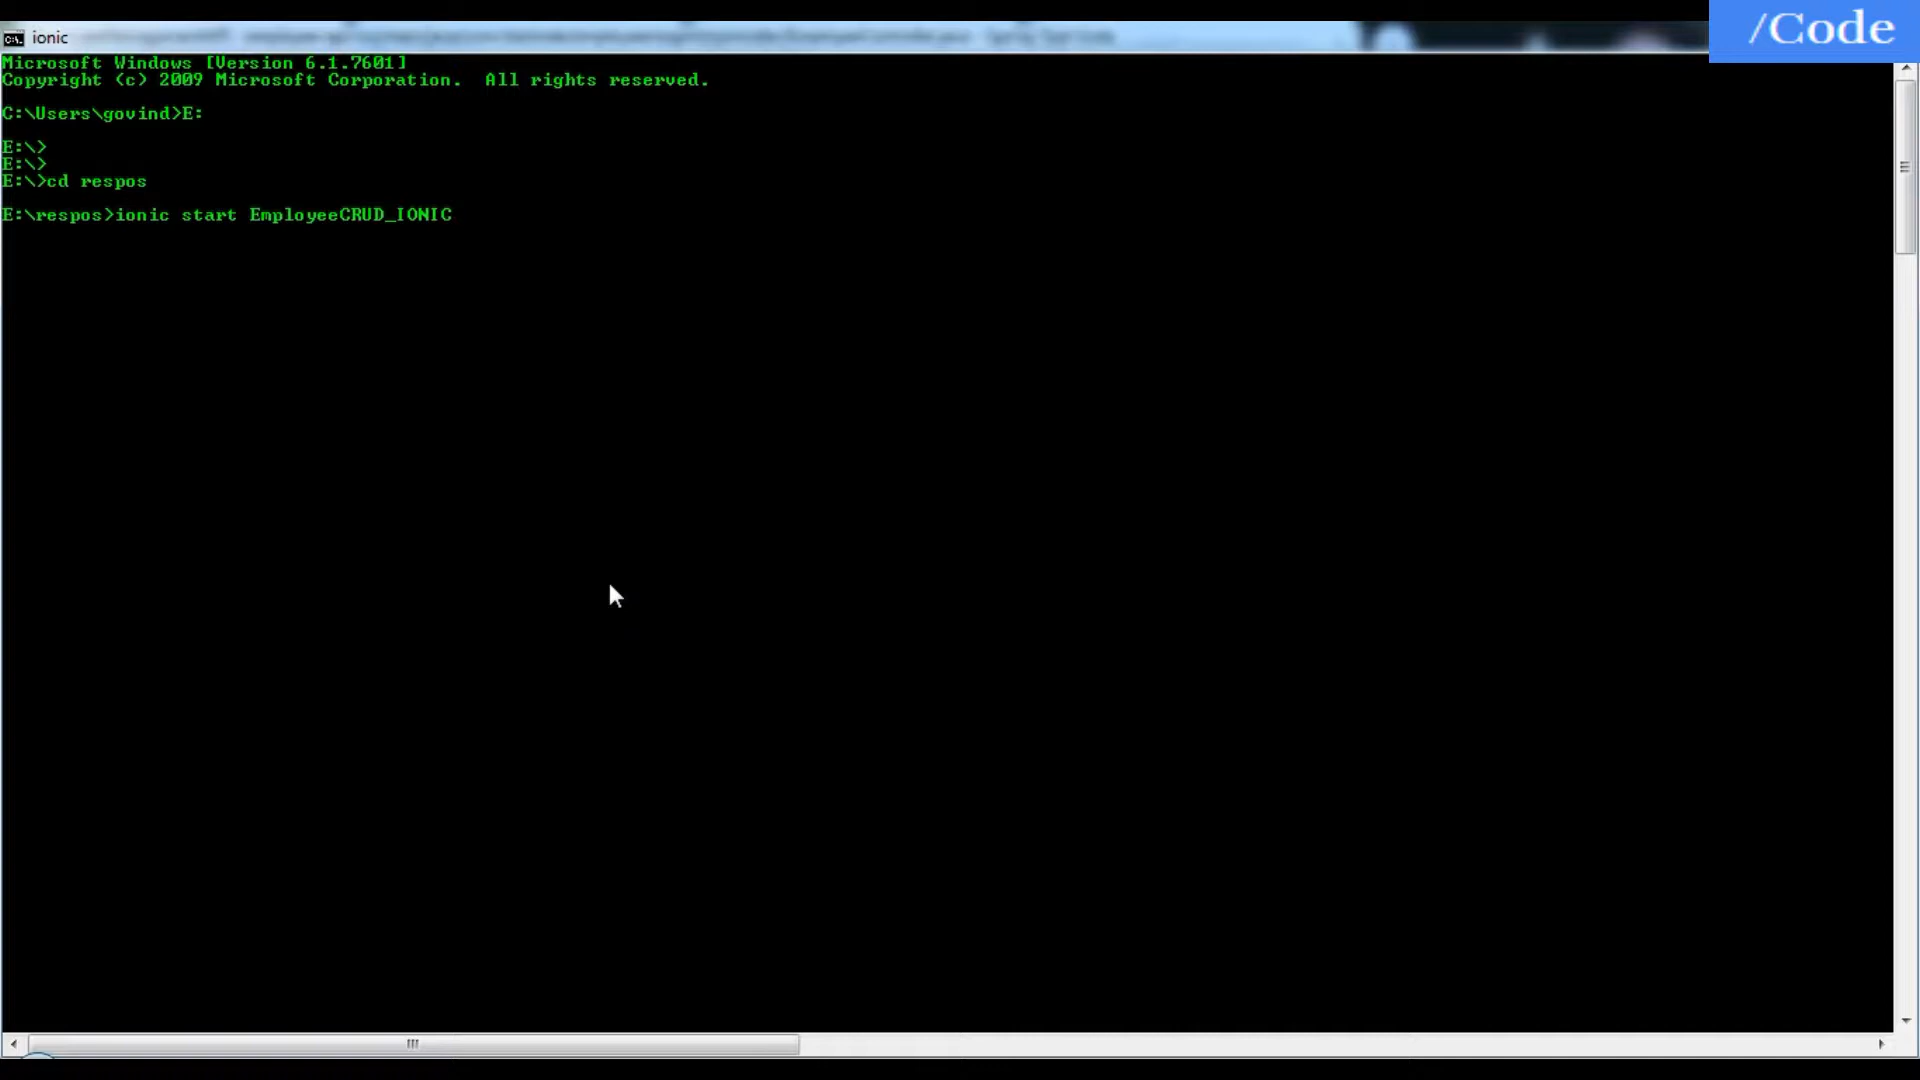 /Code
ionic
Microsoft Windows [Version 6.1.7601]
Copyright (c) 2009 Microsoft Corporation.  All rights reserved.
C:\Users\govind>E:
E:\>
E:\>
E:\>cd respos
E:\respos>ionic start EmployeeCRUD_IONIC